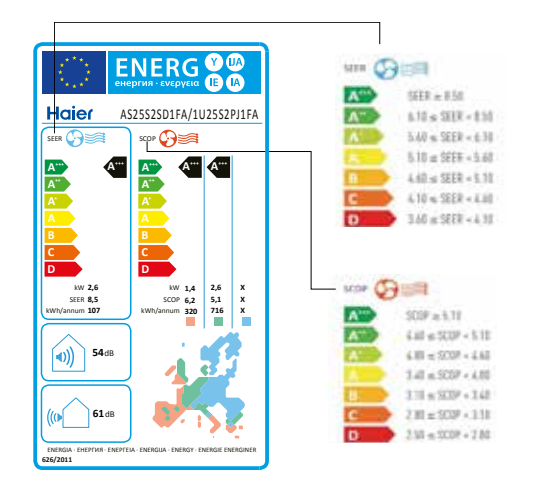 ENERG Y IJA
енергия · ενεργεια IE IA
Haier AS25S2SD1FA/1U25S2PJ1FA
SEER SCOP
A+++ A+++ A+++ A+++ A+++
A++ A++
A+ A+
A A
B B
C C
D D
kW 2,6 kW 1,4 2,6 X
SEER 8,5 SCOP 6,2 5,1 X
kWh/annum 107 kWh/annum 320 716 X
54dB
61dB
ENERGIA · ЕНЕРГИЯ · ΕΝΕΡΓΕΙΑ · ENERGIJA · ENERGY · ENERGIE ENERGINER
626/2011
SEER
A+++ SEER ≥ 8.50
A++ 6.10 ≤ SEER < 8.50
A+ 5.60 ≤ SEER < 6.10
A 5.10 ≤ SEER < 5.60
B 4.60 ≤ SEER < 5.10
C 4.10 ≤ SEER < 4.60
D 3.60 ≤ SEER < 4.10
SCOP
A+++ SCOP ≥ 5.10
A++ 4.60 ≤ SCOP < 5.10
A+ 4.00 ≤ SCOP < 4.60
A 3.40 ≤ SCOP < 4.00
B 3.10 ≤ SCOP < 3.40
C 2.80 ≤ SCOP < 3.10
D 2.50 ≤ SCOP < 2.80